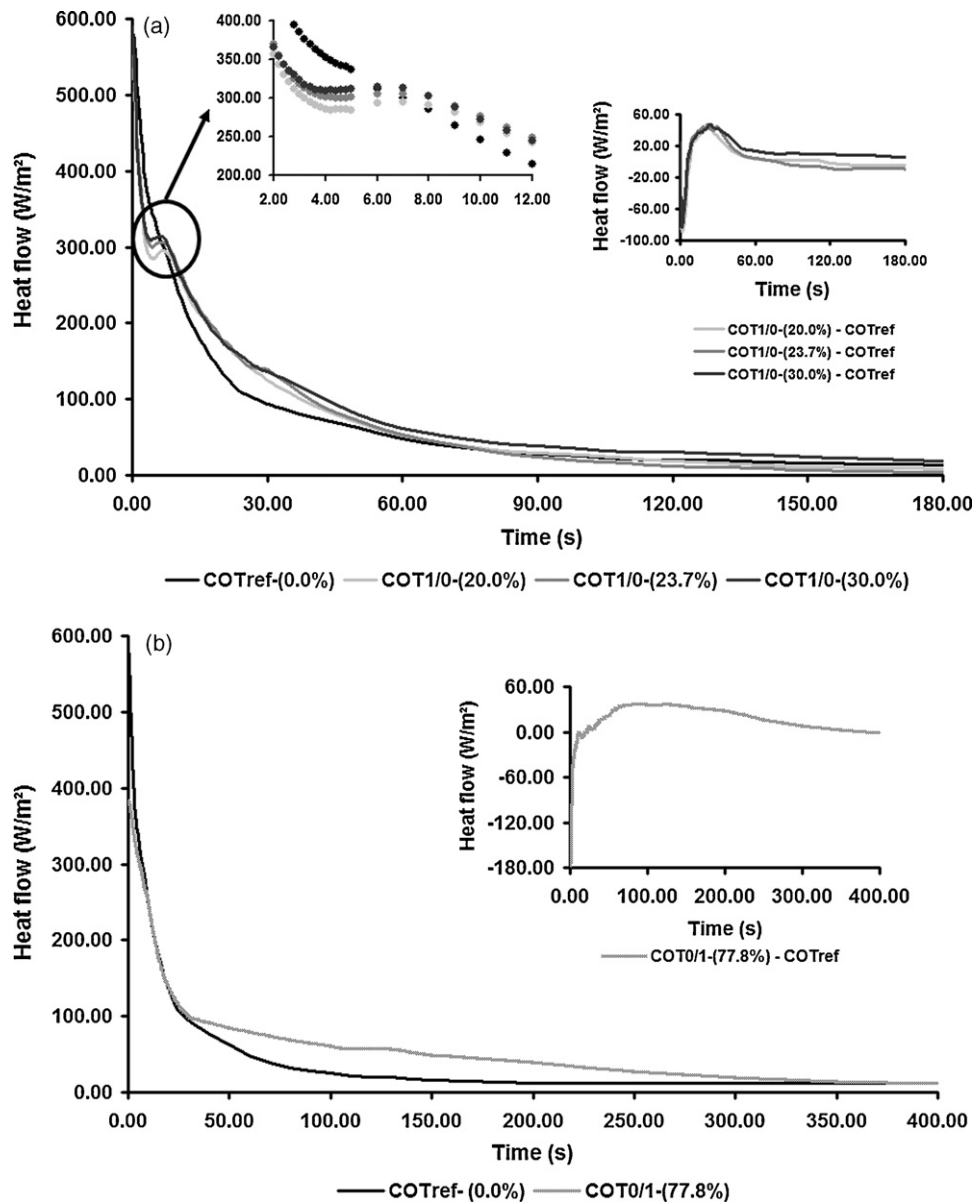 (a)
600.00
500.00
400.00
300.00
200.00
100.00
0.00
Heat flow (W/m²)
0.00 30.00 60.00 90.00 120.00 150.00 180.00
Time (s)
400.00
350.00
300.00
250.00
200.00
2.00 4.00 6.00 8.00 10.00 12.00
60.00
20.00
-20.00
-60.00
-100.00
Heat flow (W/m²)
0.00 60.00 120.00 180.00
Time (s)
COT1/0-(20.0%) - COTref
COT1/0-(23.7%) - COTref
COT1/0-(30.0%) - COTref
COTref-(0.0%) COT1/0-(20.0%) COT1/0-(23.7%) COT1/0-(30.0%)
(b)
600.00
500.00
400.00
300.00
200.00
100.00
0.00
Heat flow (W/m²)
0.00 50.00 100.00 150.00 200.00 250.00 300.00 350.00 400.00
Time (s)
60.00
0.00
-60.00
-120.00
-180.00
Heat flow (W/m²)
0.00 100.00 200.00 300.00 400.00
Time (s)
COT0/1-(77.8%) - COTref
COTref- (0.0%) COT0/1-(77.8%)